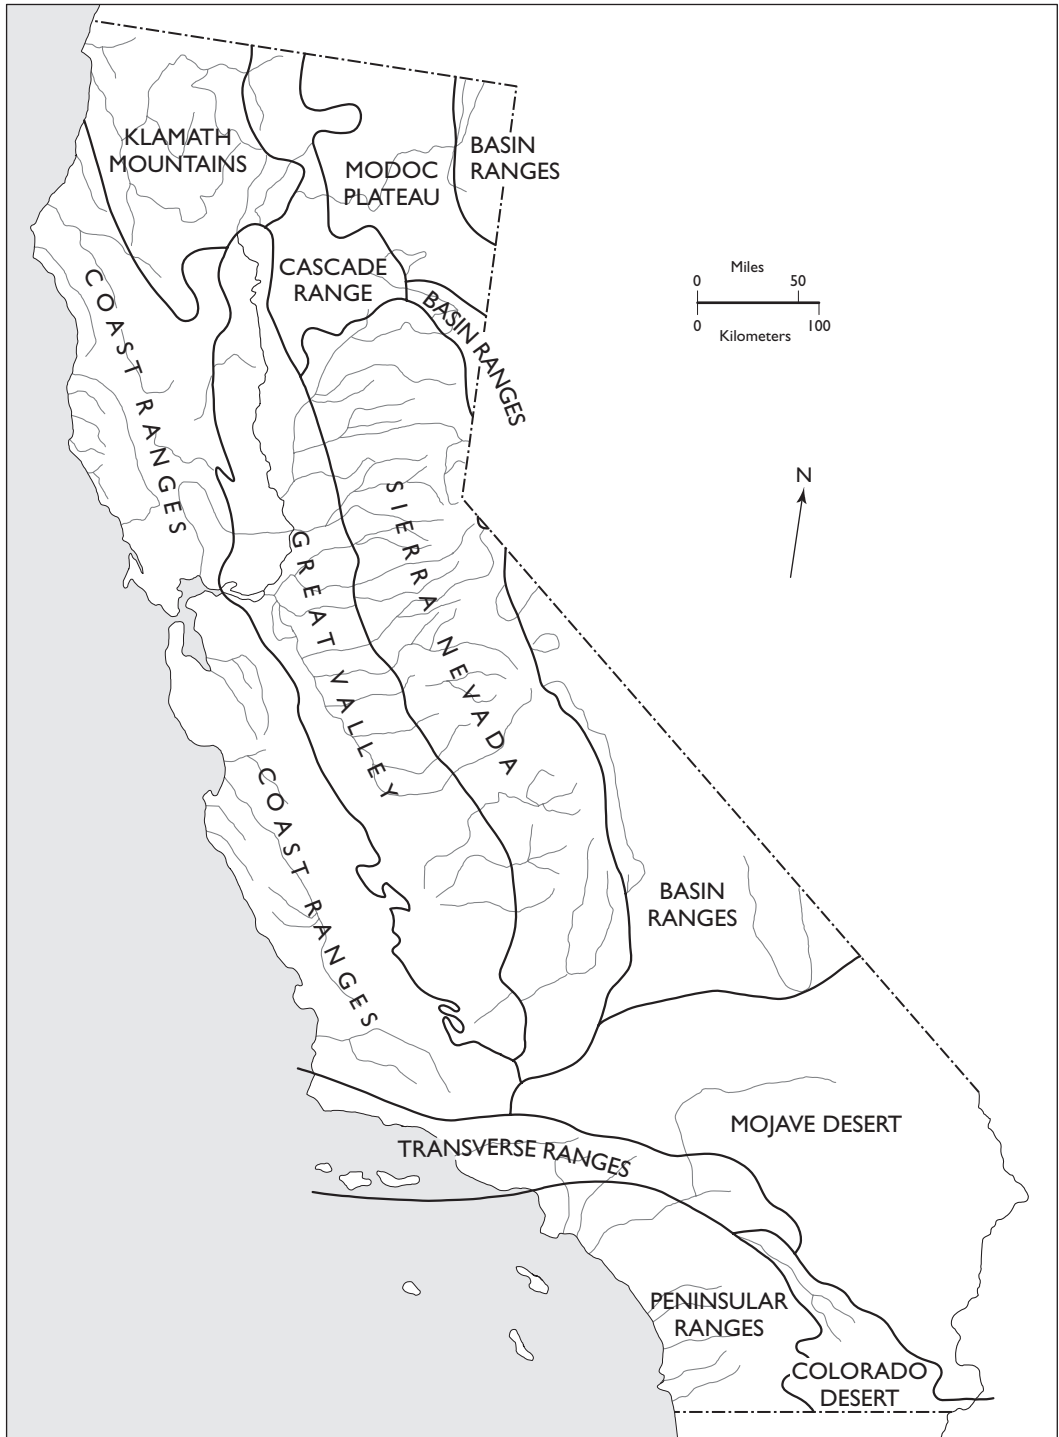 KLAMATH
MOUNTAINS
MODOC
PLATEAU
BASIN
RANGES
CASCADE
RANGE
BASIN RANGES
COAST RANGES
Miles
0 50
0 100
Kilometers
N
SIERRA NEVADA
GREAT VALLEY
COAST RANGES
BASIN
RANGES
MOJAVE DESERT
TRANSVERSE RANGES
PENINSULAR
RANGES
COLORADO
DESERT